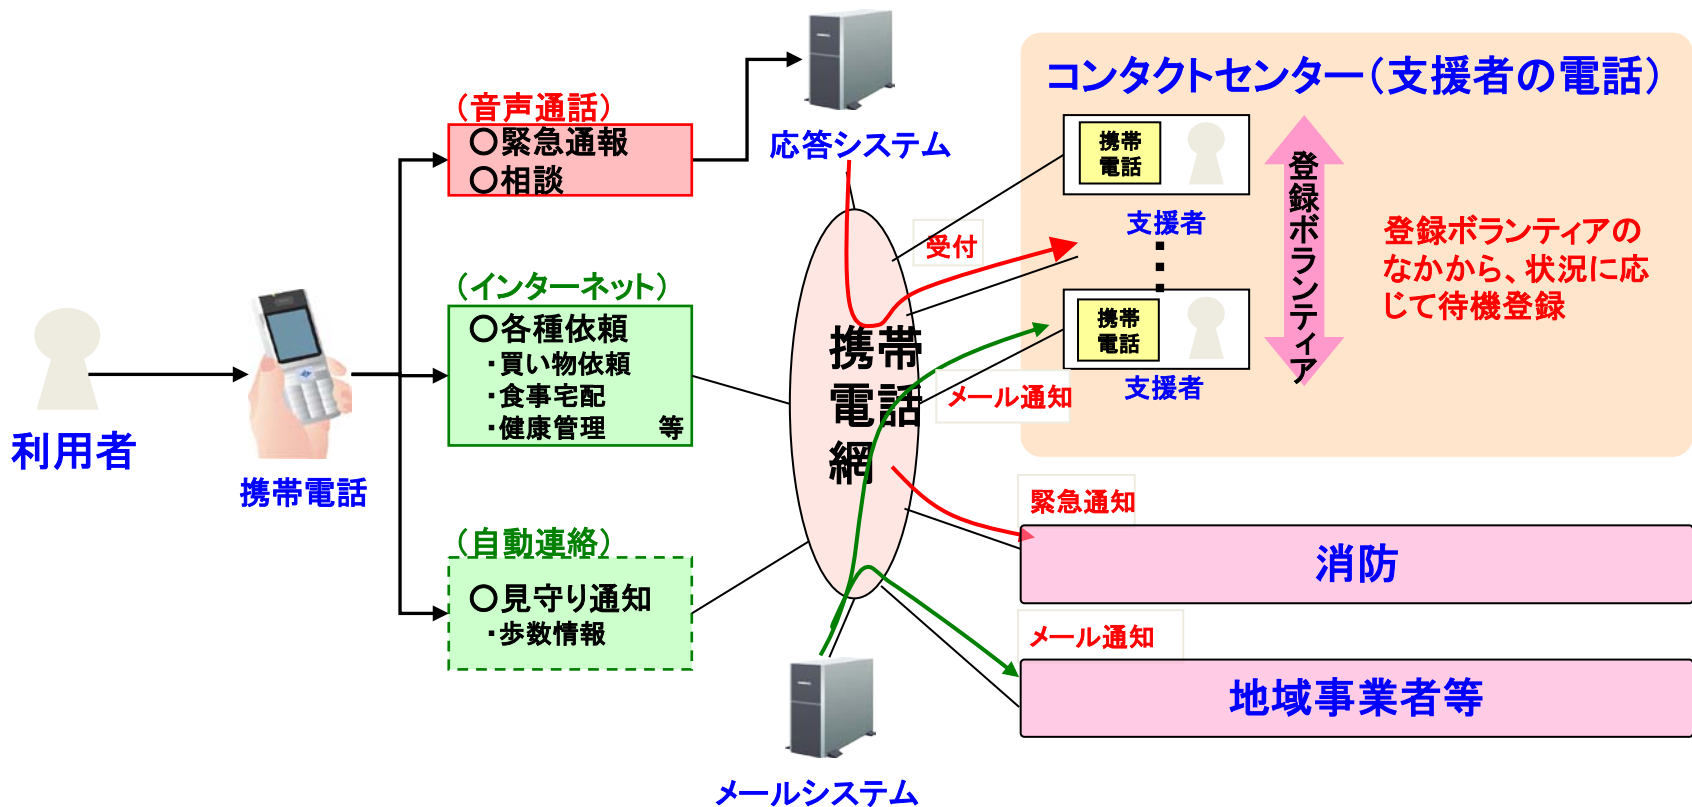 利用者
携帯電話
（音声通話）
○緊急通報
○相談
（インターネット）
○各種依頼
・買い物依頼
・食事宅配
・健康管理　等
（自動連絡）
○見守り通知
・歩数情報
応答システム
携帯
電話
網
メールシステム
受付
メール通知
緊急通知
メール通知
コンタクトセンター（支援者の電話）
携帯
電話
支援者
携帯
電話
支援者
登録ボランティア
登録ボランティアの
なかから、状況に応
じて待機登録
消防
地域事業者等